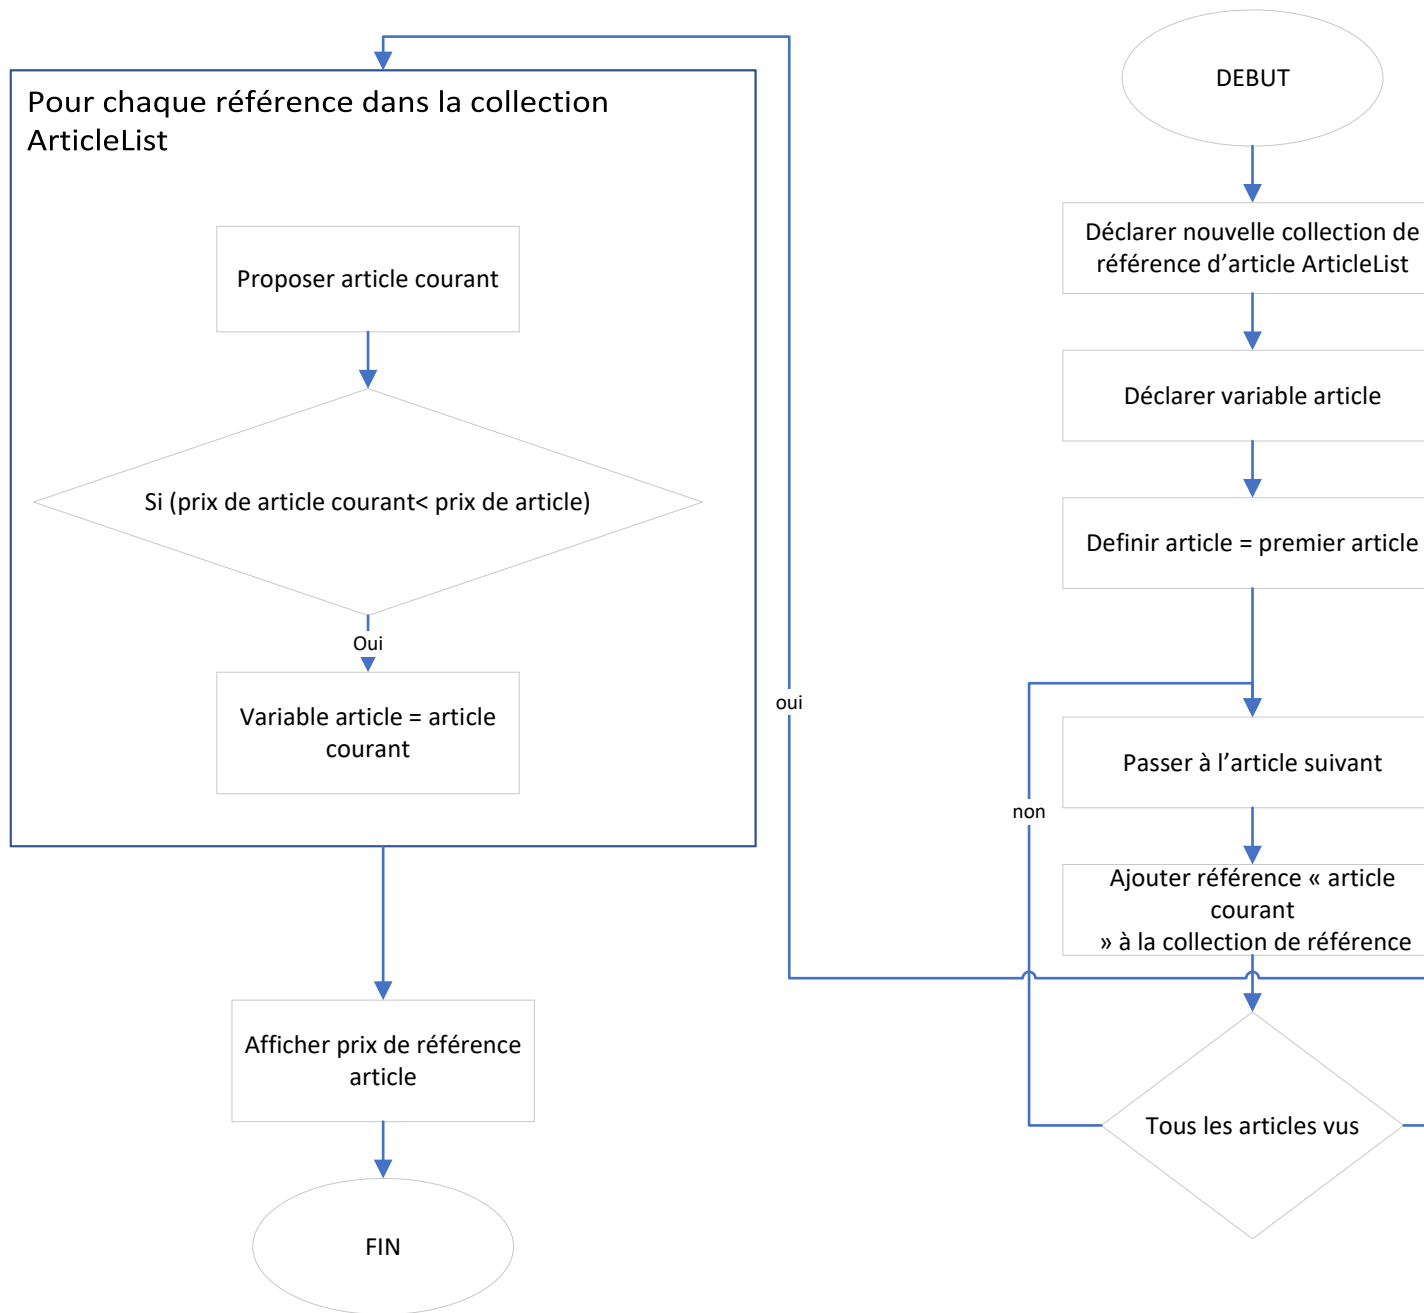 DEBUT
Déclarer nouvelle collection de
référence d’article ArticleList
Déclarer variable article
Definir article = premier article
Passer à l’article suivant
non
Ajouter référence « article
courant
» à la collection de référence
Tous les articles vus
oui
Pour chaque référence dans la collection
ArticleList
Proposer article courant
Si (prix de article courant< prix de article)
Oui
Variable article = article
courant
Afficher prix de référence
article
FIN